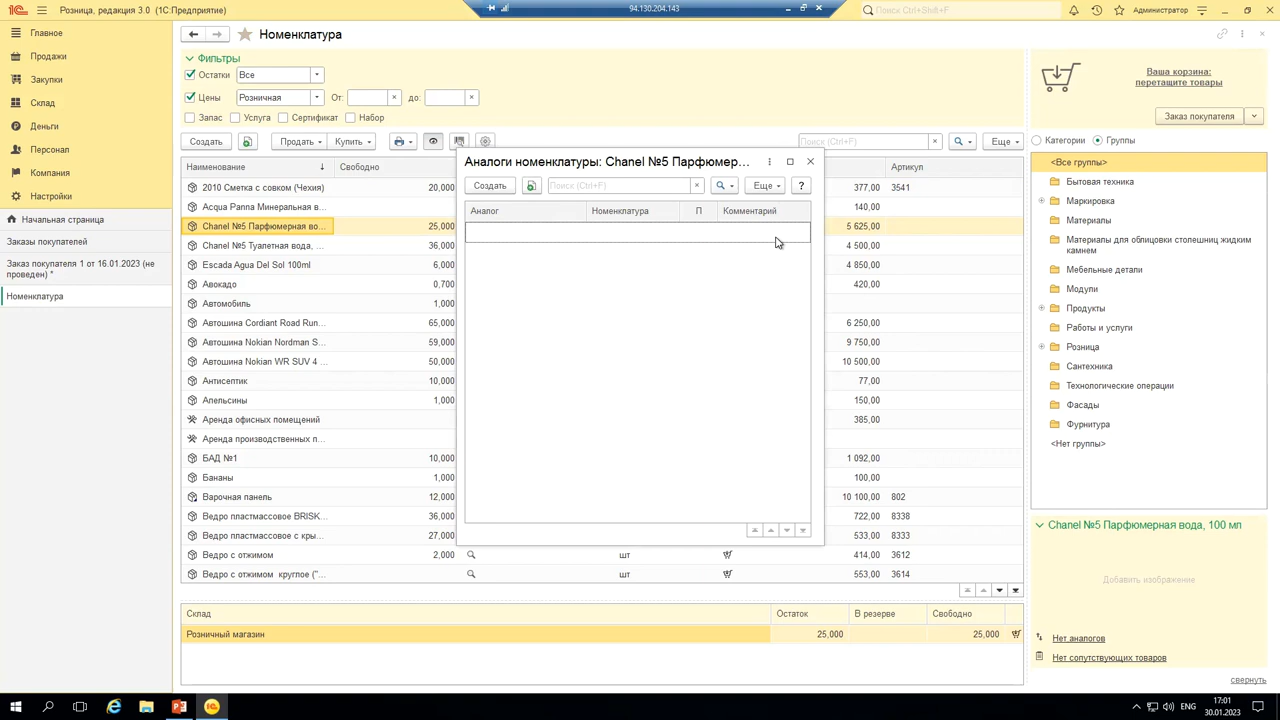 Розница, редакция 3.0 (1С:Предприятие)
94.130.204.143
Поиск Ctrl+Shift+F
Администратор
Главное
Продажи
Закупки
Склад
Деньги
Персонал
Компания
Настройки
Начальная страница
Заказы покупателей
Заказ покупателя 1 от 16.01.2023 (не
проведен) *
Номенклатура
Номенклатура
Фильтры
Остатки Все
Цены Розничная От: до:
Запас Услуга Сертификат Набор
Создать Продать Купить Поиск (Ctrl+F) Еще
Наименование Свободно Артикул
2010 Сметка с совком (Чехия) 20,000 377,00 3541
Acqua Panna Минеральная в... 140,00
Chanel №5 Парфюмерная во... 25,000 5 625,00
Chanel №5 Туалетная вода, ... 36,000 4 500,00
Escada Agua Del Sol 100ml 6,000 4 850,00
Авокадо 0,700 420,00
Автомобиль 1,000
Автошина Cordiant Road Run... 65,000 6 250,00
Автошина Nokian Nordman S... 59,000 9 750,00
Автошина Nokian WR SUV 4 ... 50,000 10 500,00
Антисептик 10,000 77,00
Апельсины 1,000 150,00
Аренда офисных помещений 385,00
Аренда производственных п...
БАД №1 10,000 1 092,00
Бананы 1,000 100,00
Варочная панель 12,000 10 100,00 802
Ведро пластмассовое BRISK... 36,000 722,00 8338
Ведро пластмассовое с кры... 27,000 533,00 8333
Ведро с отжимом 2,000 шт 414,00 3612
Ведро с отжимом круглое ("... шт 553,00 3614
Склад Остаток В резерве Свободно
Розничный магазин 25,000 25,000
Аналоги номенклатуры: Chanel №5 Парфюмер...
Создать Поиск (Ctrl+F) Еще ?
Аналог Номенклатура П Комментарий
Ваша корзина:
перетащите товары
Заказ покупателя
Категории Группы
<Все группы>
Бытовая техника
Маркировка
Материалы
Материалы для облицовки столешниц жидким
камнем
Мебельные детали
Модули
Продукты
Работы и услуги
Розница
Сантехника
Технологические операции
Фасады
Фурнитура
<Нет группы>
Chanel №5 Парфюмерная вода, 100 мл
Добавить изображение
Нет аналогов
Нет сопутствующих товаров
свернуть
ENG
17:01
30.01.2023